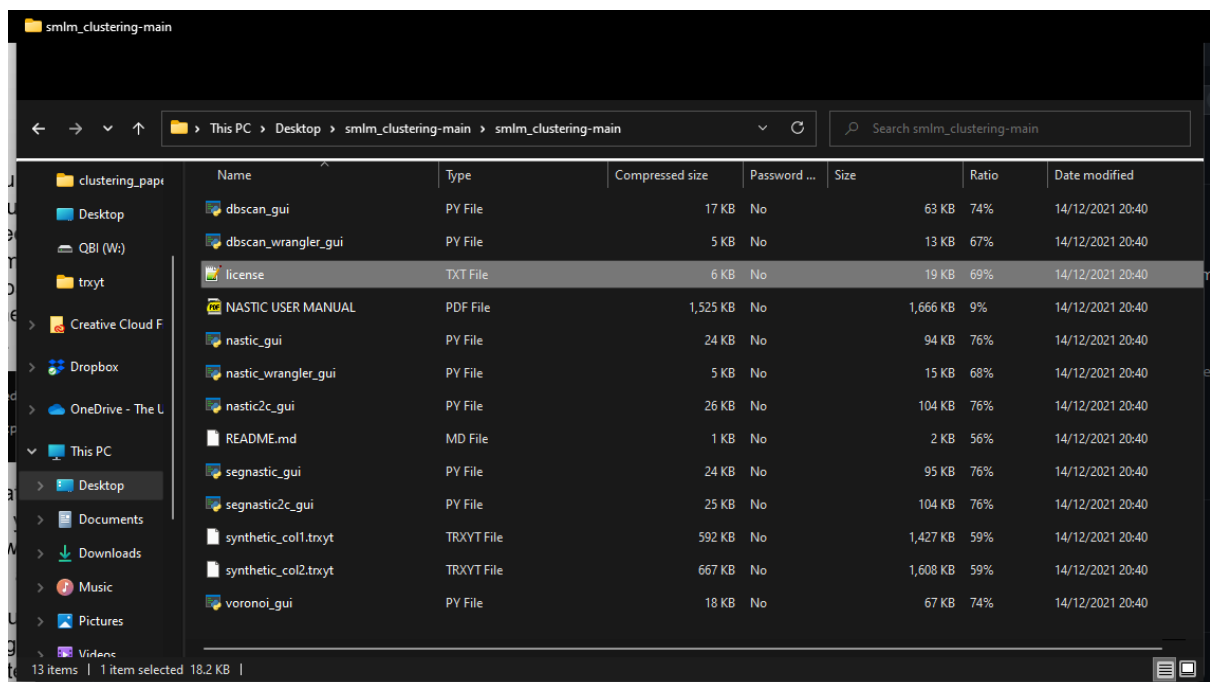 smlm_clustering-main
This PC > Desktop > smlm_clustering-main > smlm_clustering-main
Search smlm_clustering-main
clustering_pape
Desktop
QBI (W:)
trxyt
Creative Cloud F
Dropbox
OneDrive - The U
This PC
Desktop
Documents
Downloads
Music
Pictures
Videos
Name Type Compressed size Password ... Size Ratio Date modified
dbscan_gui PY File 17 KB No 63 KB 74% 14/12/2021 20:40
dbscan_wrangler_gui PY File 5 KB No 13 KB 67% 14/12/2021 20:40
license TXT File 6 KB No 19 KB 69% 14/12/2021 20:40
NASTIC USER MANUAL PDF File 1,525 KB No 1,666 KB 9% 14/12/2021 20:40
nastic_gui PY File 24 KB No 94 KB 76% 14/12/2021 20:40
nastic_wrangler_gui PY File 5 KB No 15 KB 68% 14/12/2021 20:40
nastic2c_gui PY File 26 KB No 104 KB 76% 14/12/2021 20:40
README.md MD File 1 KB No 2 KB 56% 14/12/2021 20:40
segnastic_gui PY File 24 KB No 95 KB 76% 14/12/2021 20:40
segnastic2c_gui PY File 25 KB No 104 KB 76% 14/12/2021 20:40
synthetic_col1.trxyt TRXYT File 592 KB No 1,427 KB 59% 14/12/2021 20:40
synthetic_col2.trxyt TRXYT File 667 KB No 1,608 KB 59% 14/12/2021 20:40
voronoi_gui PY File 18 KB No 67 KB 74% 14/12/2021 20:40
13 items | 1 item selected 18.2 KB |